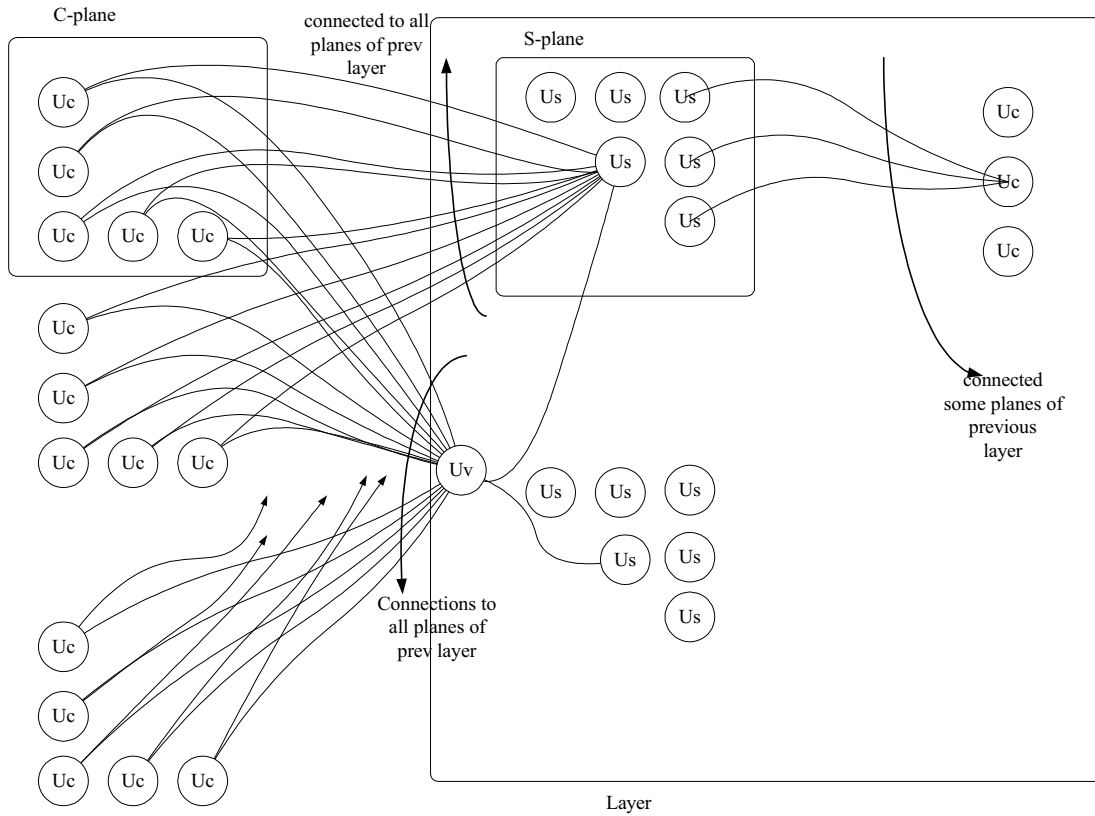 C-plane
connected to all
planes of prev
layer
S-plane
Uc
Us
Us
Us
Uc
Uc
Us
Us
Uc
Uc
Uc
Uc
Us
Uc
Uc
Uc
connected
some planes of
previous
layer
Uc
Uc
Uc
Uv
Us
Us
Us
Us
Us
Connections to
all planes of
prev layer
Us
Uc
Uc
Uc
Uc
Uc
Layer